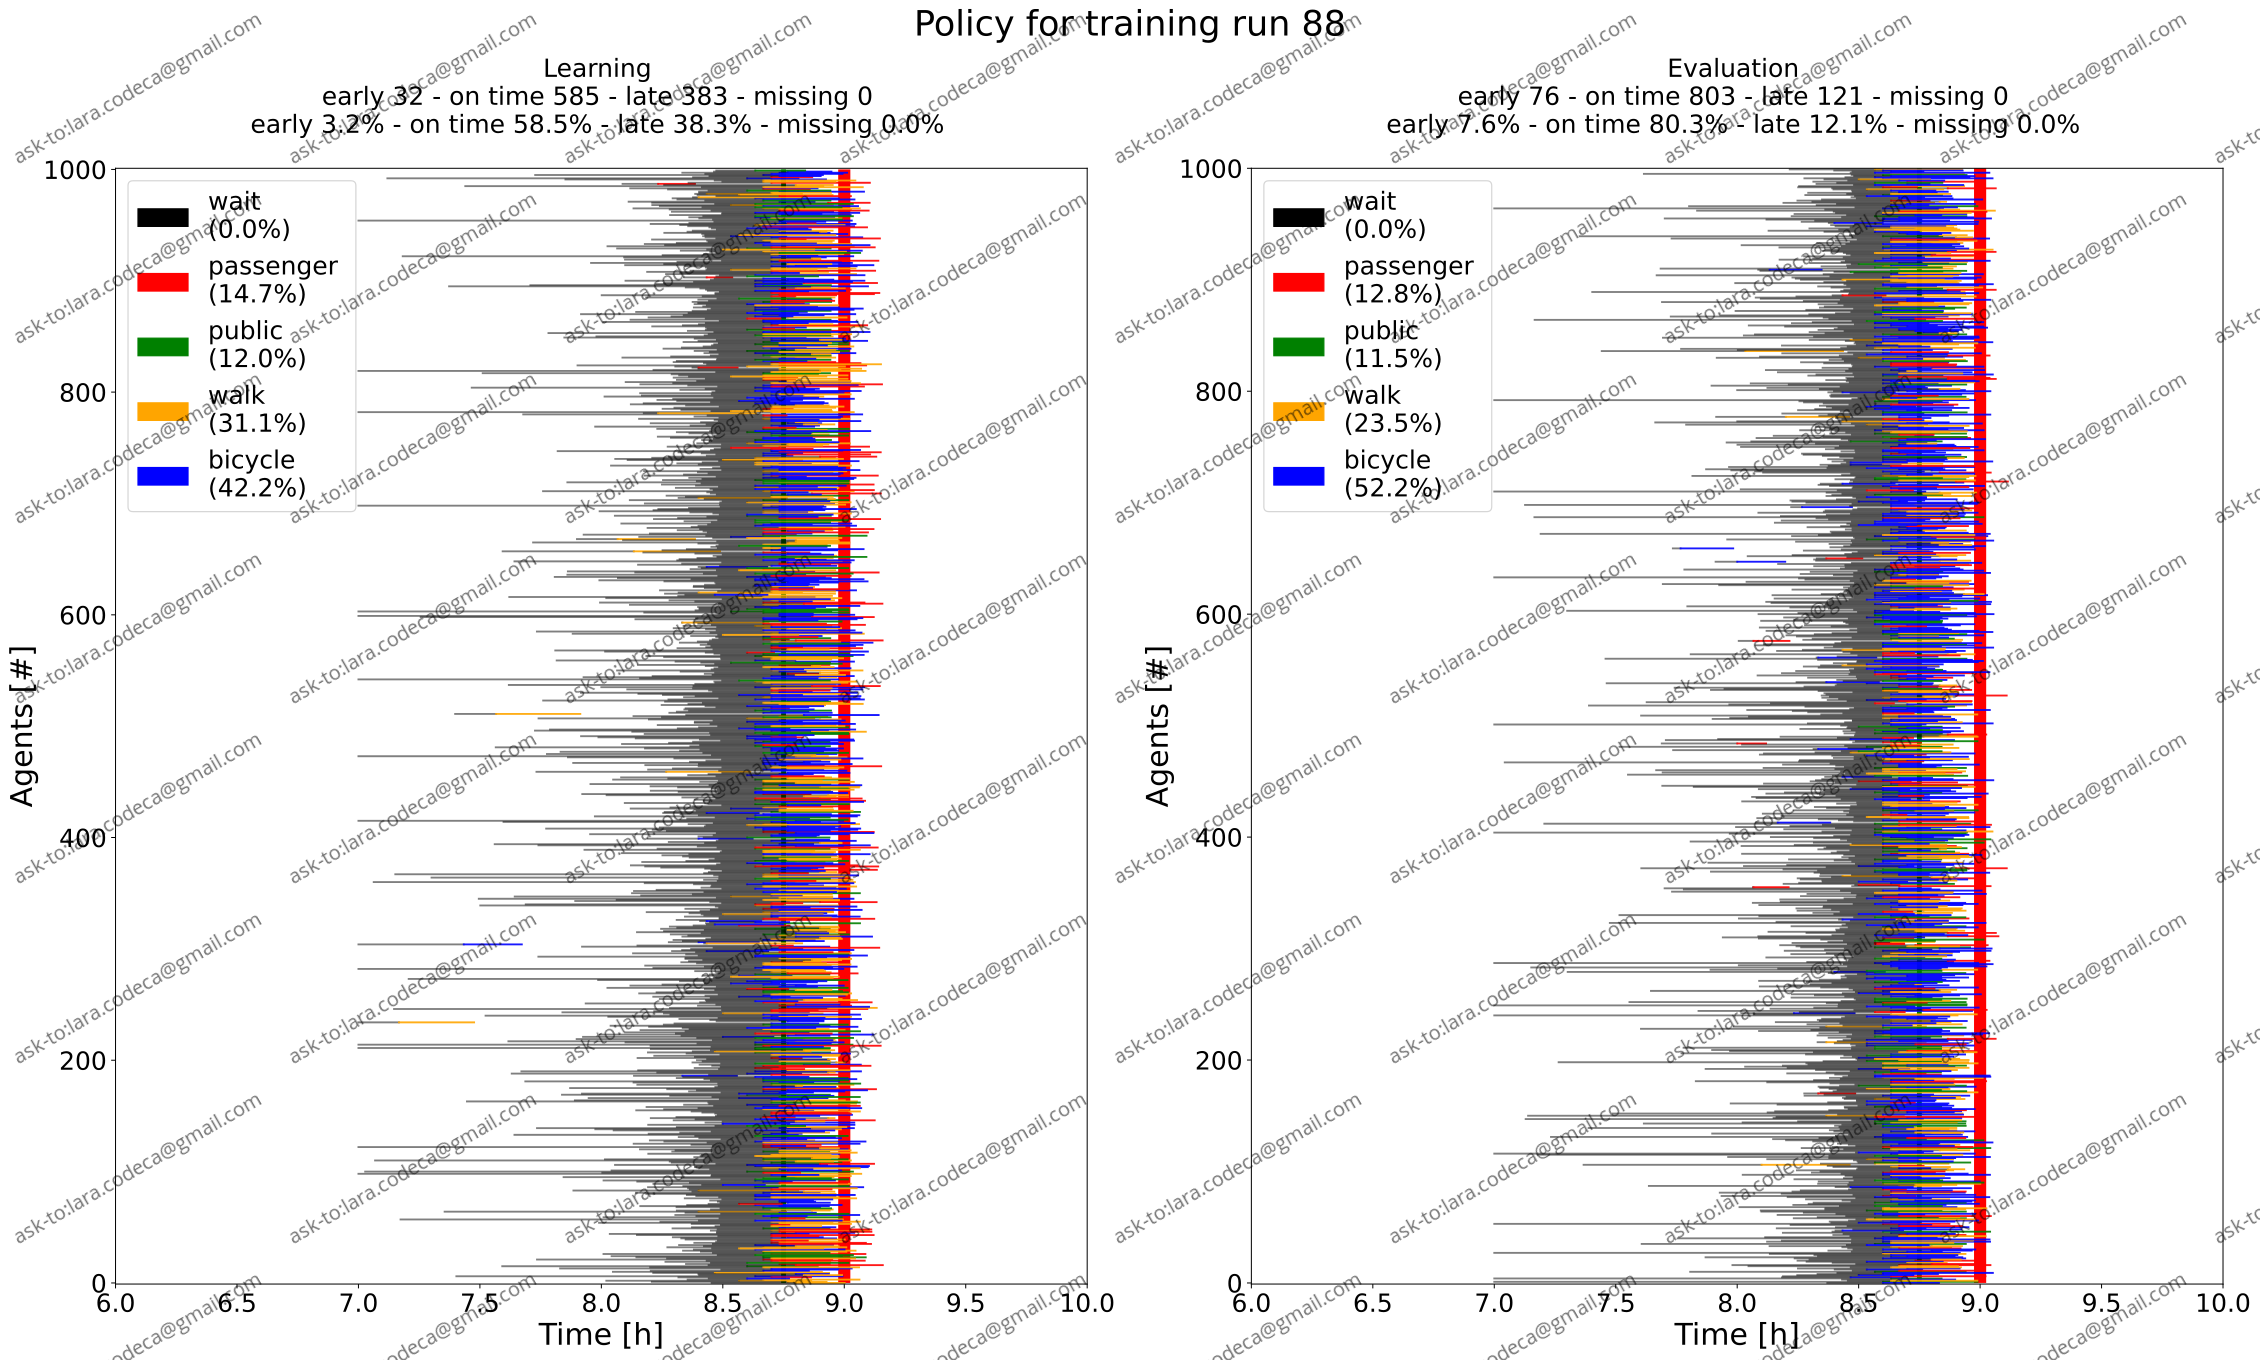 Policy for training run 88
Learning
early 32 - on time 585 - late 383 - missing 0
early 3.2% - on time 58.5% - late 38.3% - missing 0.0%
1000
800
600
400
200
0
Agents [#]
wait
(0.0%)
passenger
(14.7%)
public
(12.0%)
walk
(31.1%)
bicycle
(42.2%)
6.0 6.5 7.0 7.5 8.0 8.5 9.0 9.5 10.0
Time [h]
Evaluation
early 76 - on time 803 - late 121 - missing 0
early 7.6% - on time 80.3% - late 12.1% - missing 0.0%
1000
800
600
400
200
0
Agents [#]
wait
(0.0%)
passenger
(12.8%)
public
(11.5%)
walk
(23.5%)
bicycle
(52.2%)
6.0 6.5 7.0 7.5 8.0 8.5 9.0 9.5 10.0
Time [h]
ask-to:lara.codeca@gmail.com